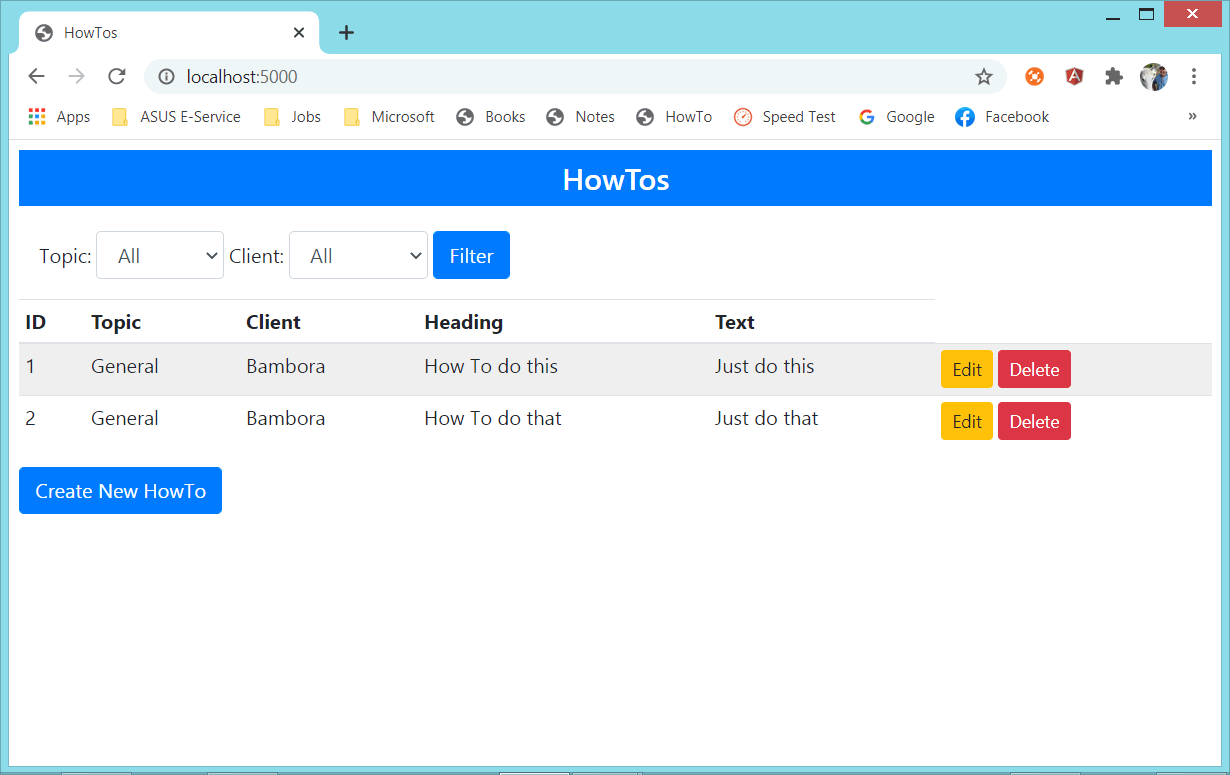 HowTos
localhost:5000
Apps ASUS E-Service Jobs Microsoft Books Notes HowTo Speed Test Google Facebook »
HowTos
Topic: All Client: All Filter
ID Topic Client Heading Text
1 General Bambora How To do this Just do this Edit Delete
2 General Bambora How To do that Just do that Edit Delete
Create New HowTo